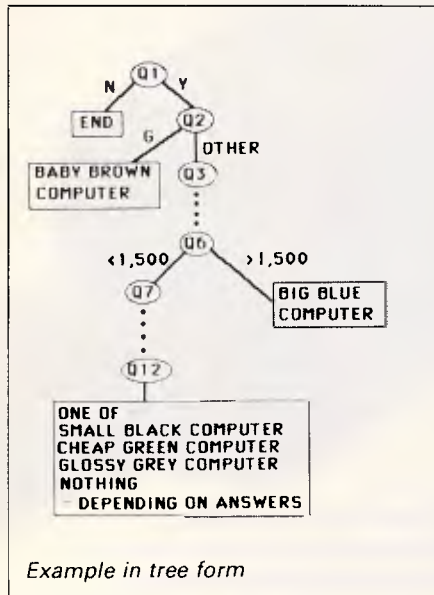 Q1
N Y
END
Q2
G OTHER
BABY BROWN
COMPUTER
Q3
Q6
<1,500 >1,500
Q7
BIG BLUE
COMPUTER
Q12
ONE OF
SMALL BLACK COMPUTER
CHEAP GREEN COMPUTER
GLOSSY GREY COMPUTER
NOTHING
– DEPENDING ON ANSWERS
Example in tree form